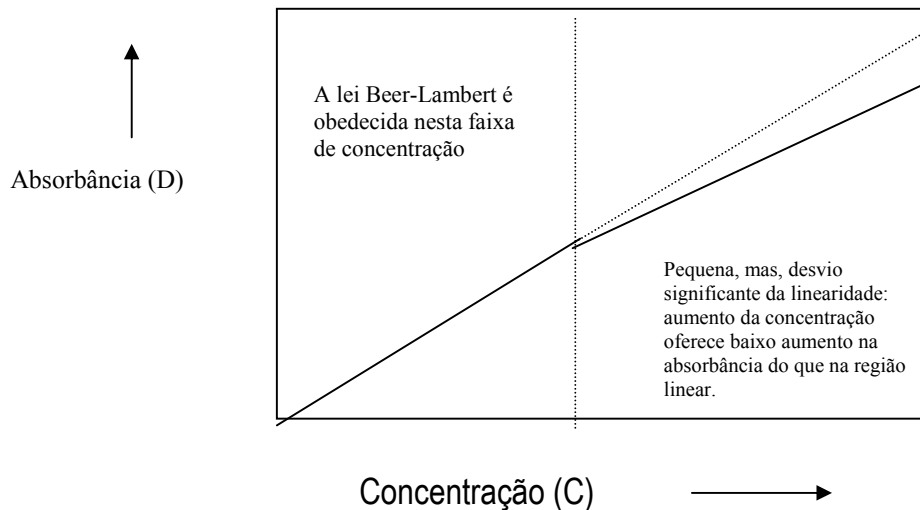 A lei Beer-Lambert é
obedecida nesta faixa
de concentração
Absorbância (D)
Pequena, mas, desvio
significante da linearidade:
aumento da concentração
oferece baixo aumento na
absorbância do que na região
linear.
Concentração (C)